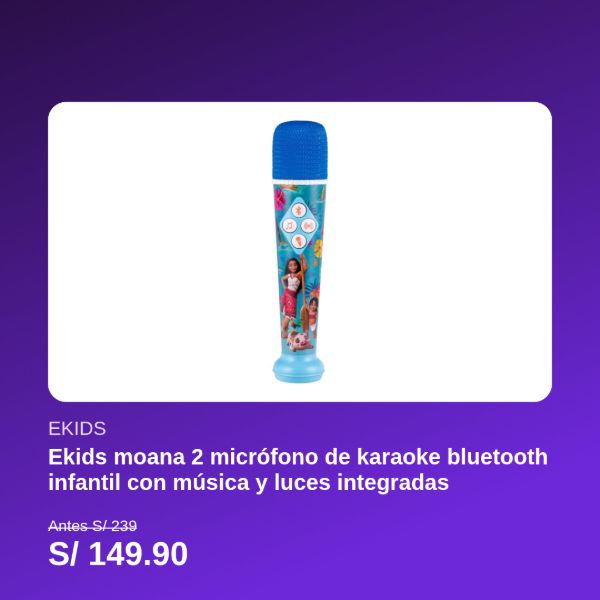 EKIDS
Ekids moana 2 micrófono de karaoke bluetooth
infantil con música y luces integradas
Antes S/ 239
S/ 149.90